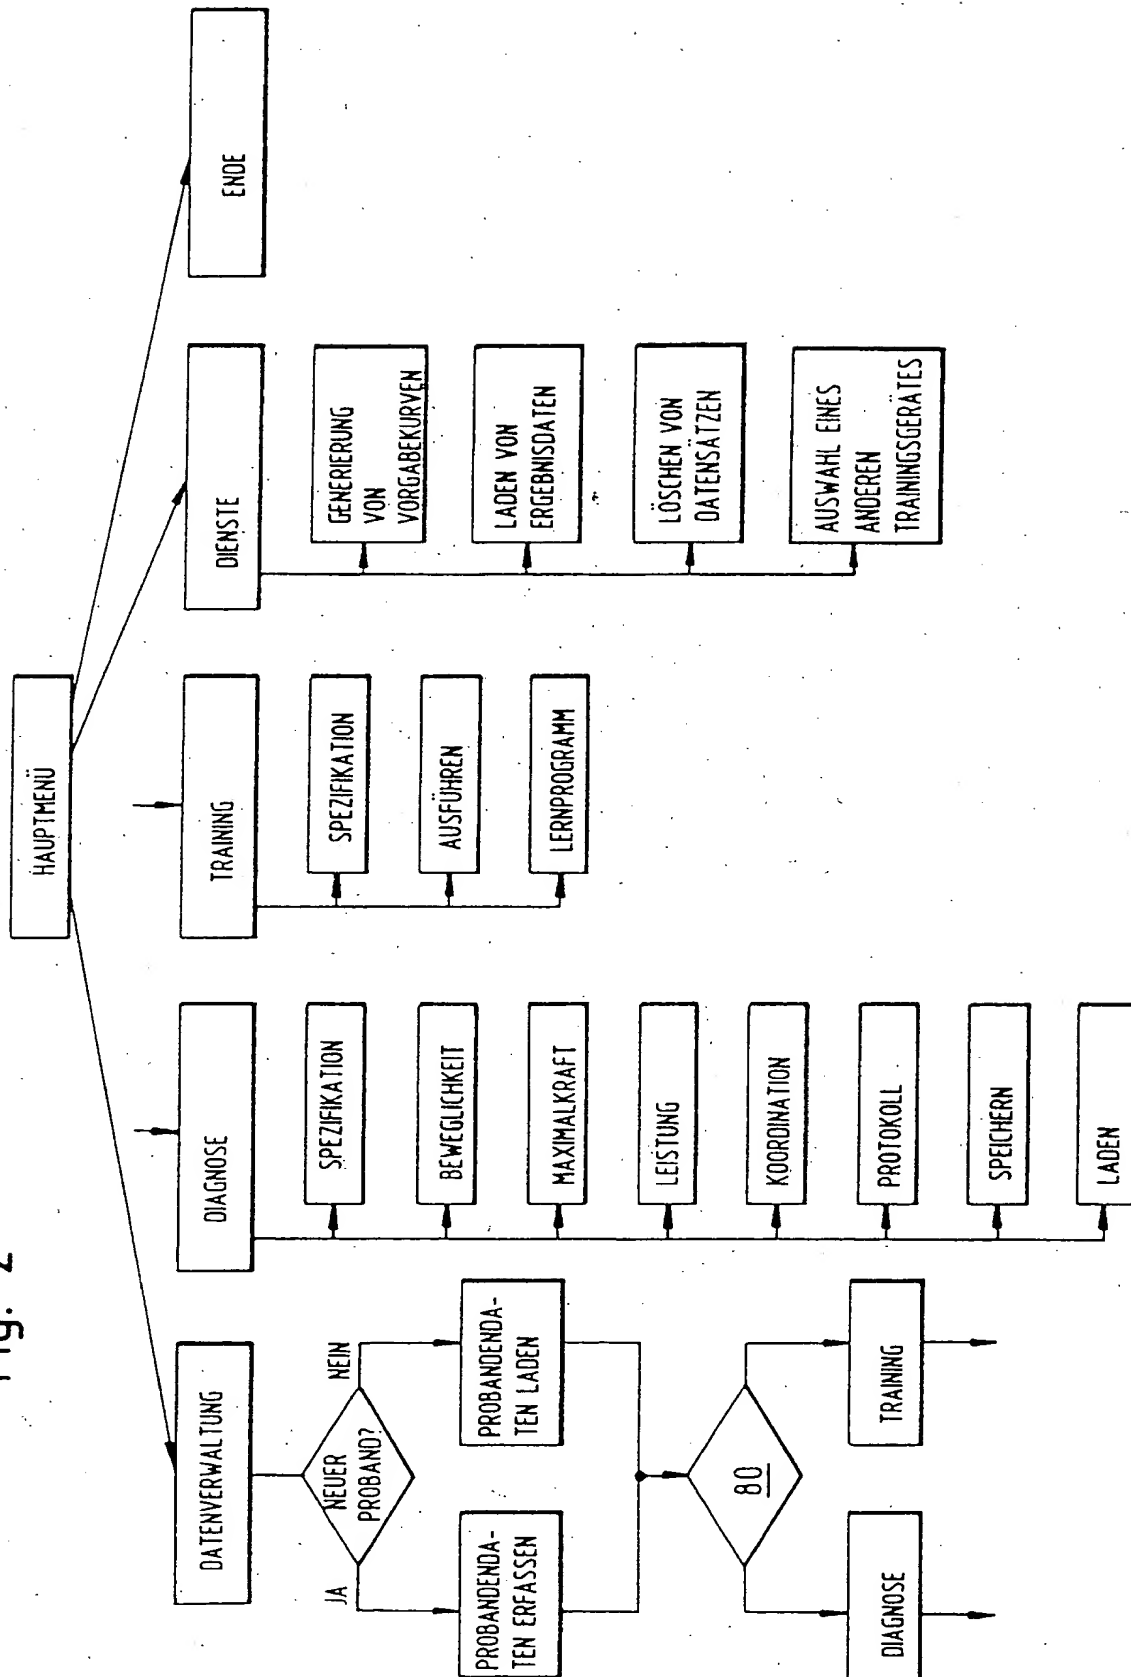 Fig. 2
HAUPTMENÜ
DATENVERWALTUNG
NEUER
PROBAND?
JA
NEIN
PROBANDENDA-
TEN ERFASSEN
PROBANDENDA-
TEN LADEN
80
DIAGNOSE
TRAINING
DIAGNOSE
SPEZIFIKATION
BEWEGLICHKEIT
MAXIMALKRAFT
LEISTUNG
KOORDINATION
PROTOKOLL
SPEICHERN
LADEN
TRAINING
SPEZIFIKATION
AUSFÜHREN
LERNPROGRAMM
DIENSTE
GENERIERUNG
VON
VORGABEKURVEN
LADEN VON
ERGEBNISDATEN
LÖSCHEN VON
DATENSÄTZEN
AUSWAHL EINES
ANDEREN
TRAININGSGERÄTES
ENDE